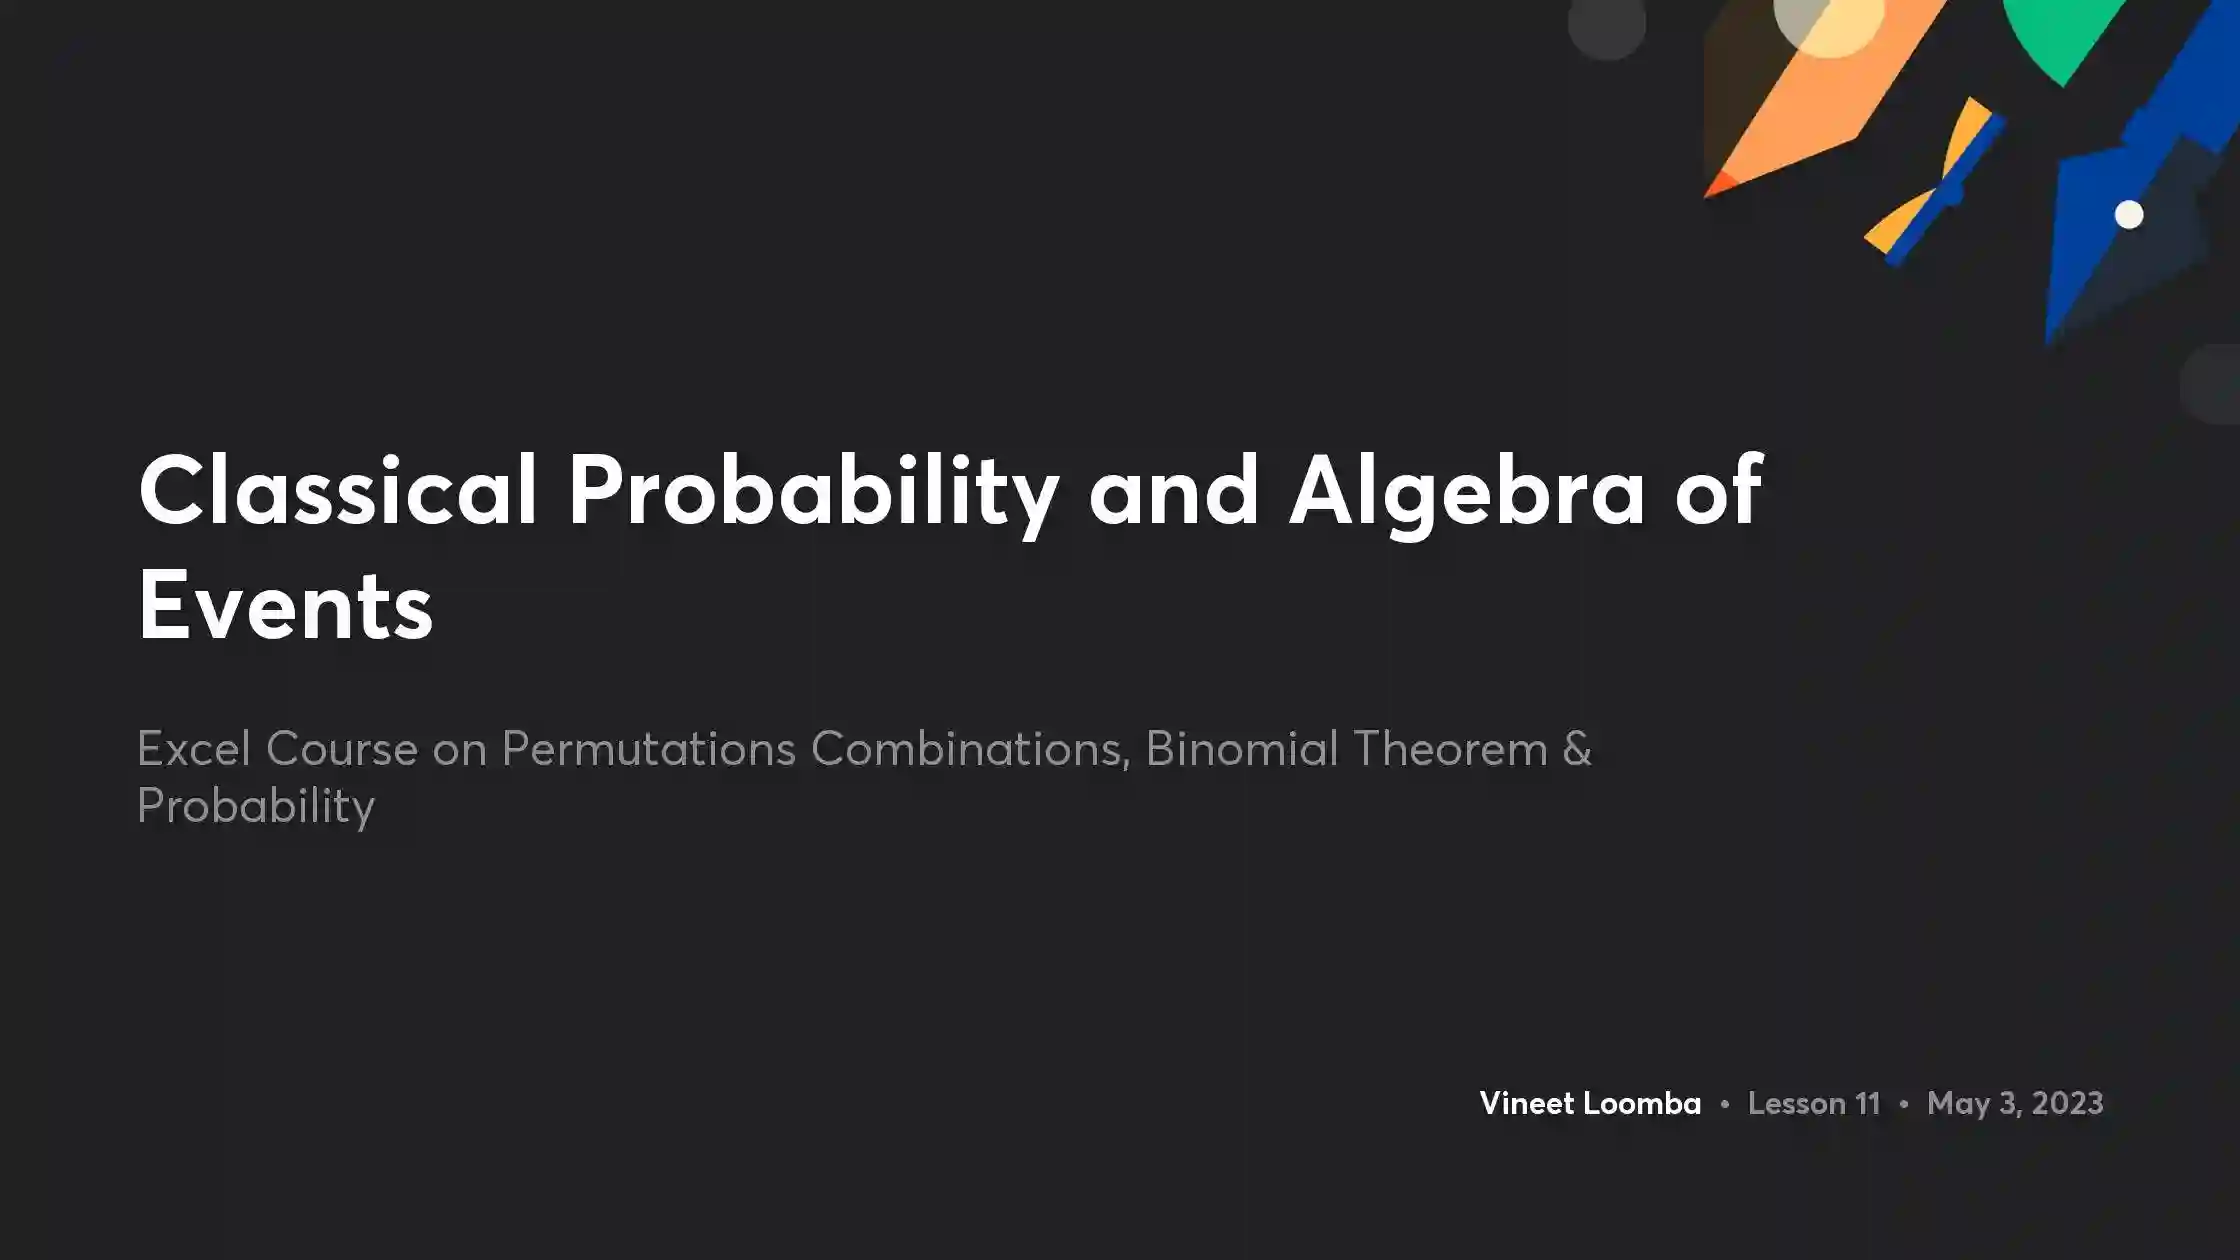 Classical Probability and Algebra of
Events
Excel Course on Permutations Combinations, Binomial Theorem &
Probability
Vineet Loomba • Lesson 11 • May 3, 2023